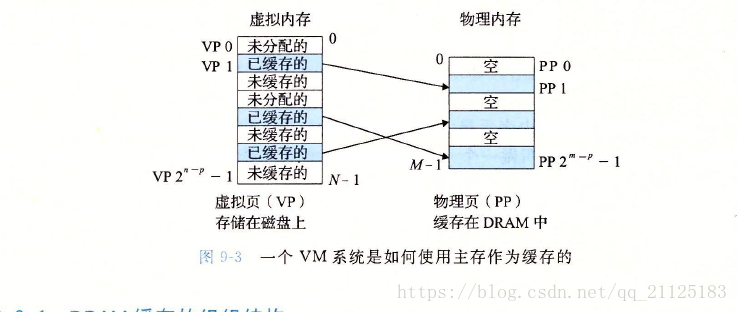 虚拟内存
物理内存
VP 0 未分配的 0
VP 1 已缓存的
未缓存的
未分配的
已缓存的
未缓存的
已缓存的
VP 2^{n-p} - 1 未缓存的 N-1
0 空 PP 0
PP 1
空
空
M-1 PP 2^{m-p} - 1
虚拟页（VP）
存储在磁盘上
物理页（PP）
缓存在 DRAM 中
图 9-3 一个 VM 系统是如何使用主存作为缓存的
https://blog.csdn.net/qq_21125183